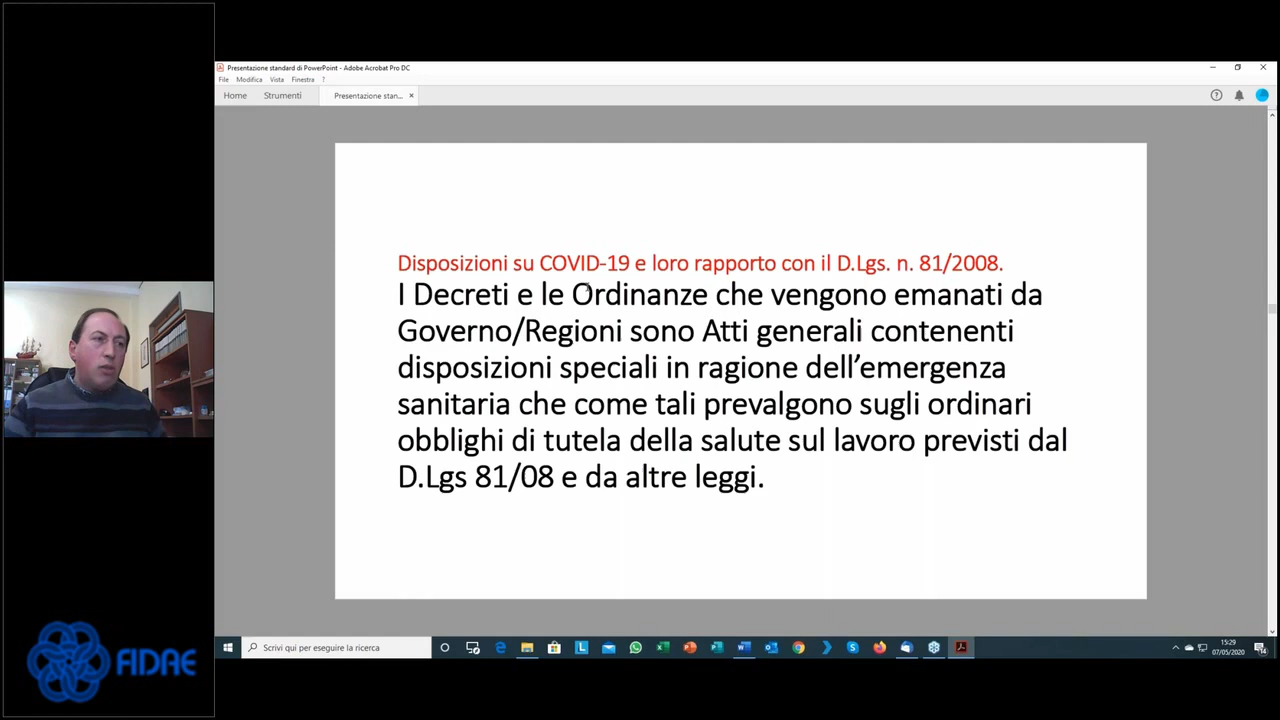 Presentazione standard di PowerPoint - Adobe Acrobat Pro DC
File Modifica Vista Finestra ?
Home Strumenti Presentazione stan... ×
Disposizioni su COVID-19 e loro rapporto con il D.Lgs. n. 81/2008.
I Decreti e le Ordinanze che vengono emanati da
Governo/Regioni sono Atti generali contenenti
disposizioni speciali in ragione dell’emergenza
sanitaria che come tali prevalgono sugli ordinari
obblighi di tutela della salute sul lavoro previsti dal
D.Lgs 81/08 e da altre leggi.
FIDAE
Scrivi qui per eseguire la ricerca
15:29
07/05/2020